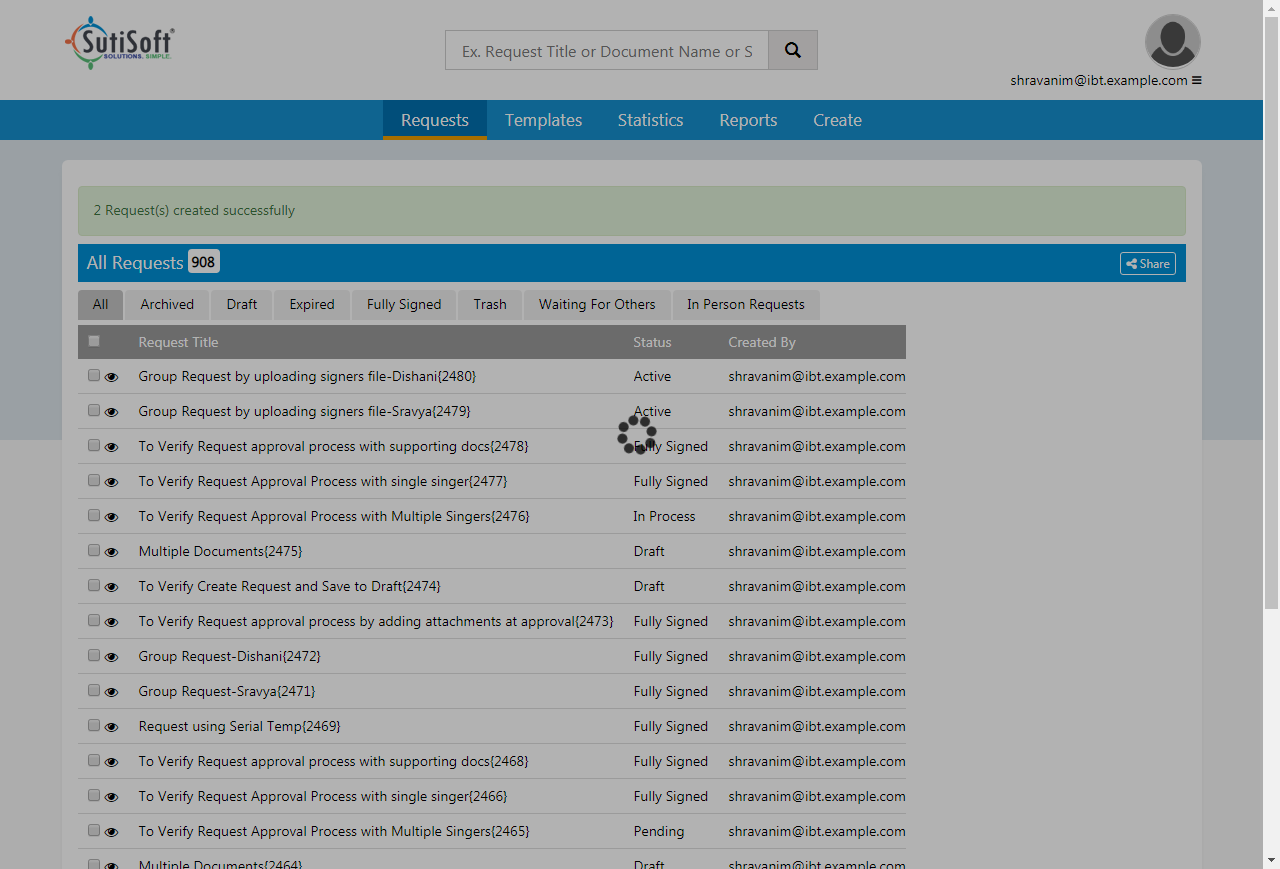 SutiSoft
SOLUTIONS. SIMPLE.
Ex. Request Title or Document Name or S
shravanim@ibt.example.com
Requests Templates Statistics Reports Create
2 Request(s) created successfully
All Requests 908 Share
All Archived Draft Expired Fully Signed Trash Waiting For Others In Person Requests
Request Title Status Created By
Group Request by uploading signers file-Dishani{2480} Active shravanim@ibt.example.com
Group Request by uploading signers file-Sravya{2479} Active shravanim@ibt.example.com
To Verify Request approval process with supporting docs{2478} Fully Signed shravanim@ibt.example.com
To Verify Request Approval Process with single singer{2477} Fully Signed shravanim@ibt.example.com
To Verify Request Approval Process with Multiple Singers{2476} In Process shravanim@ibt.example.com
Multiple Documents{2475} Draft shravanim@ibt.example.com
To Verify Create Request and Save to Draft{2474} Draft shravanim@ibt.example.com
To Verify Request approval process by adding attachments at approval{2473} Fully Signed shravanim@ibt.example.com
Group Request-Dishani{2472} Fully Signed shravanim@ibt.example.com
Group Request-Sravya{2471} Fully Signed shravanim@ibt.example.com
Request using Serial Temp{2469} Fully Signed shravanim@ibt.example.com
To Verify Request approval process with supporting docs{2468} Fully Signed shravanim@ibt.example.com
To Verify Request Approval Process with single singer{2466} Fully Signed shravanim@ibt.example.com
To Verify Request Approval Process with Multiple Singers{2465} Pending shravanim@ibt.example.com
Multiple Documents{2464} Draft shravanim@ibt.example.com